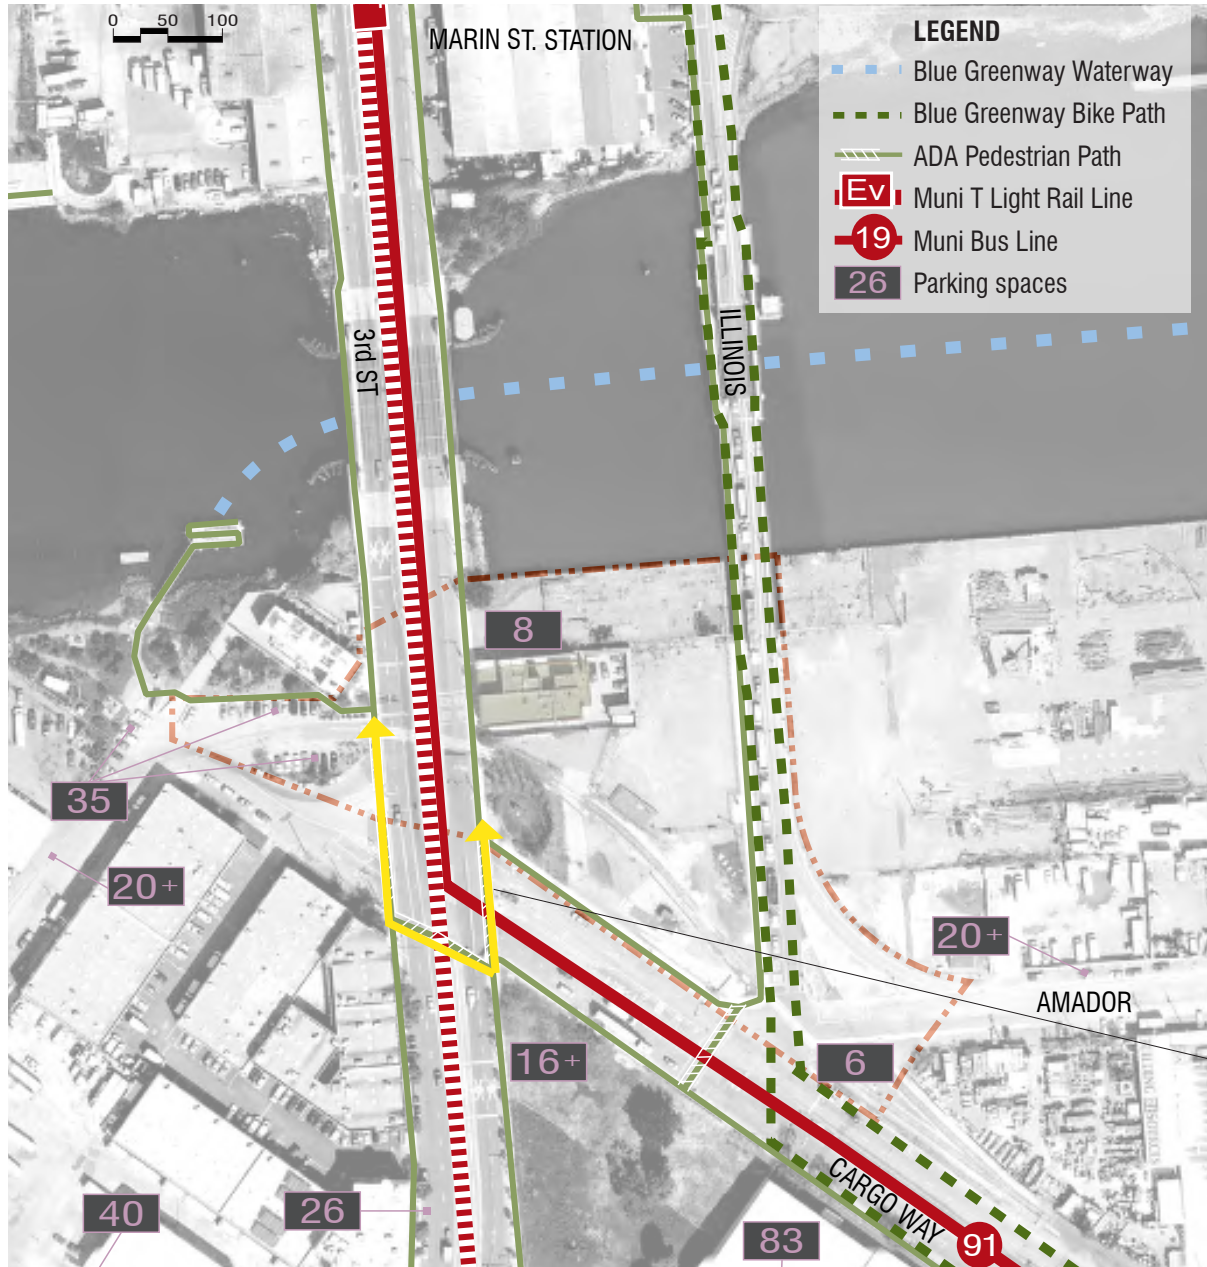 0 50 100
MARIN ST. STATION
LEGEND
Blue Greenway Waterway
Blue Greenway Bike Path
ADA Pedestrian Path
Ev Muni T Light Rail Line
19 Muni Bus Line
26 Parking spaces
3rd ST
ILLINOIS
8
35
20+
20+
AMADOR
16+
6
CARGO WAY
91
40
26
83